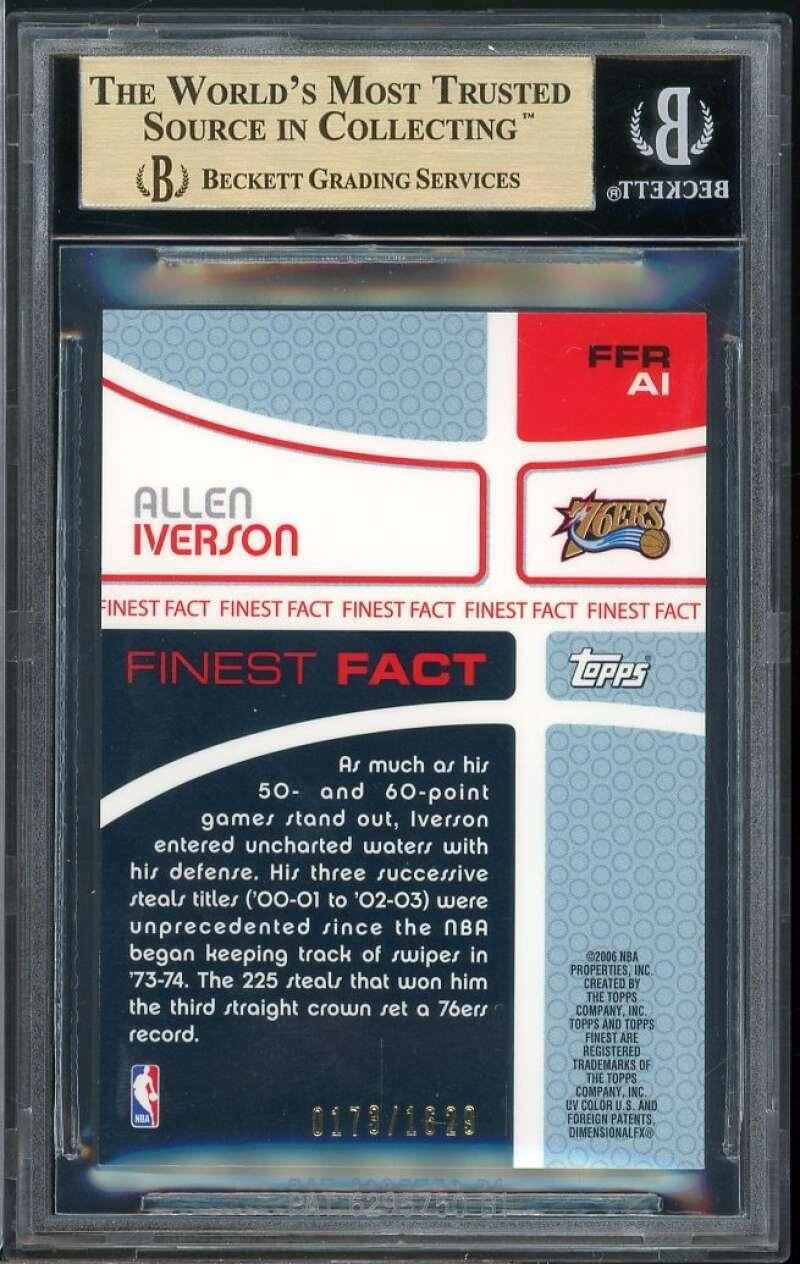 THE WORLD'S MOST TRUSTED
SOURCE IN COLLECTING™
B BECKETT GRADING SERVICES
B
BECKETT®
FFR
AI
ALLEN
IVERSON
76ERS
FINEST FACT FINEST FACT FINEST FACT FINEST FACT FINEST FACT
FINEST FACT
TOPPS®
As much as his
50- and 60-point
games stand out, Iverson
entered uncharted waters with
his defense. His three successive
steals titles ('00-01 to '02-03) were
unprecedented since the NBA
began keeping track of swipes in
'73-74. The 225 steals that won him
the third straight crown set a 76ers
record.
©2006 NBA
PROPERTIES, INC.
CREATED BY
THE TOPPS
COMPANY, INC.
TOPPS AND TOPPS
FINEST ARE
REGISTERED
TRADEMARKS OF
THE TOPPS
COMPANY, INC.
UV COLOR U.S. AND
FOREIGN PATENTS,
DIMENSIONALFX®
NBA
0179/1629